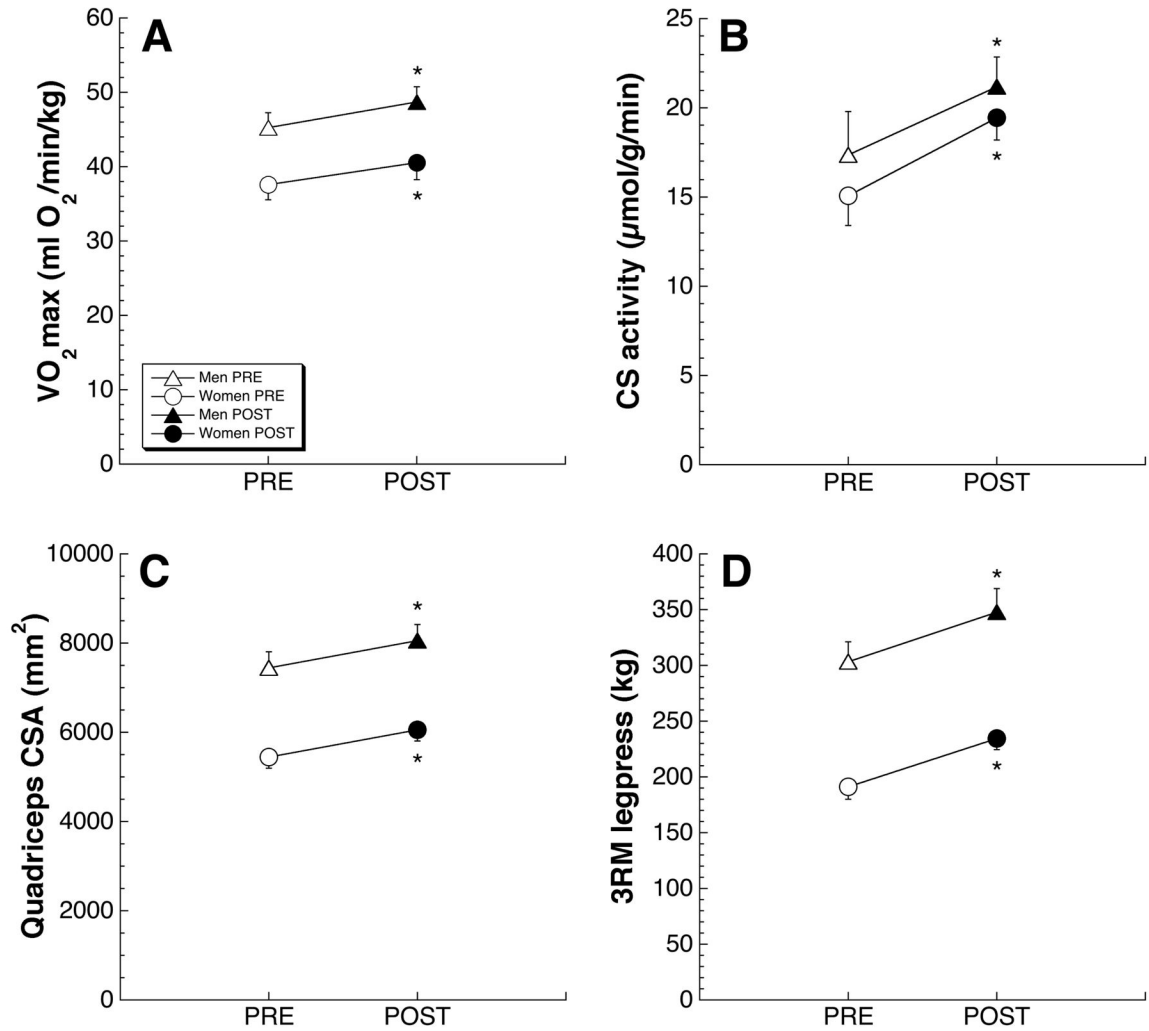 A
VO2 max (ml O2/min/kg)
60
50
40
30
20
10
0
*
*
Men PRE
Women PRE
Men POST
Women POST
PRE POST
B
CS activity (µmol/g/min)
25
20
15
10
5
0
*
*
PRE POST
C
Quadriceps CSA (mm2)
10000
8000
6000
4000
2000
0
*
*
PRE POST
D
3RM legpress (kg)
400
350
300
250
200
150
100
50
0
*
*
PRE POST